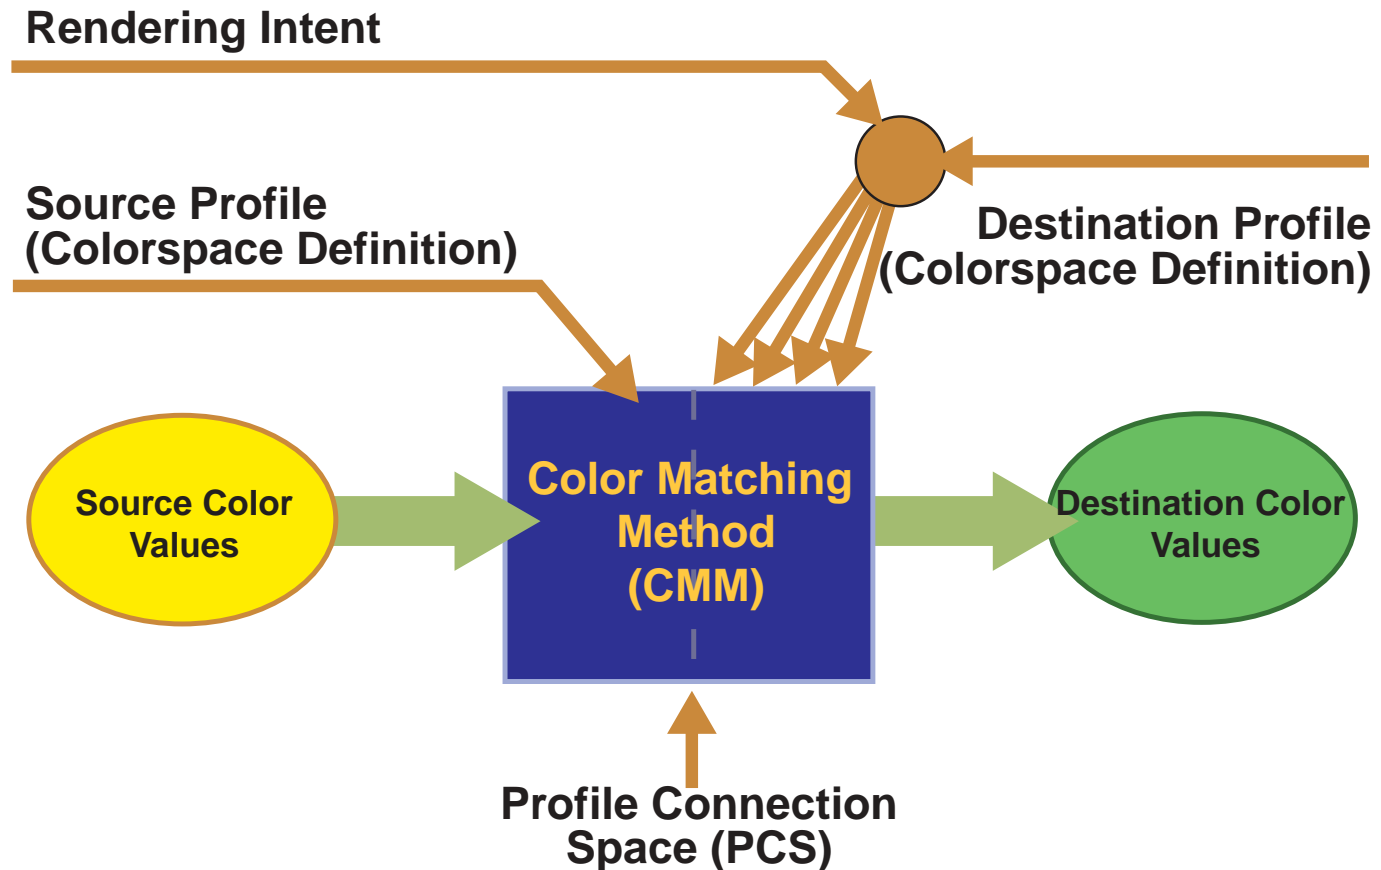 Rendering Intent
Source Profile
(Colorspace Definition)
Destination Profile
(Colorspace Definition)
Source Color
Values
Color Matching
Method
(CMM)
Destination Color
Values
Profile Connection
Space (PCS)